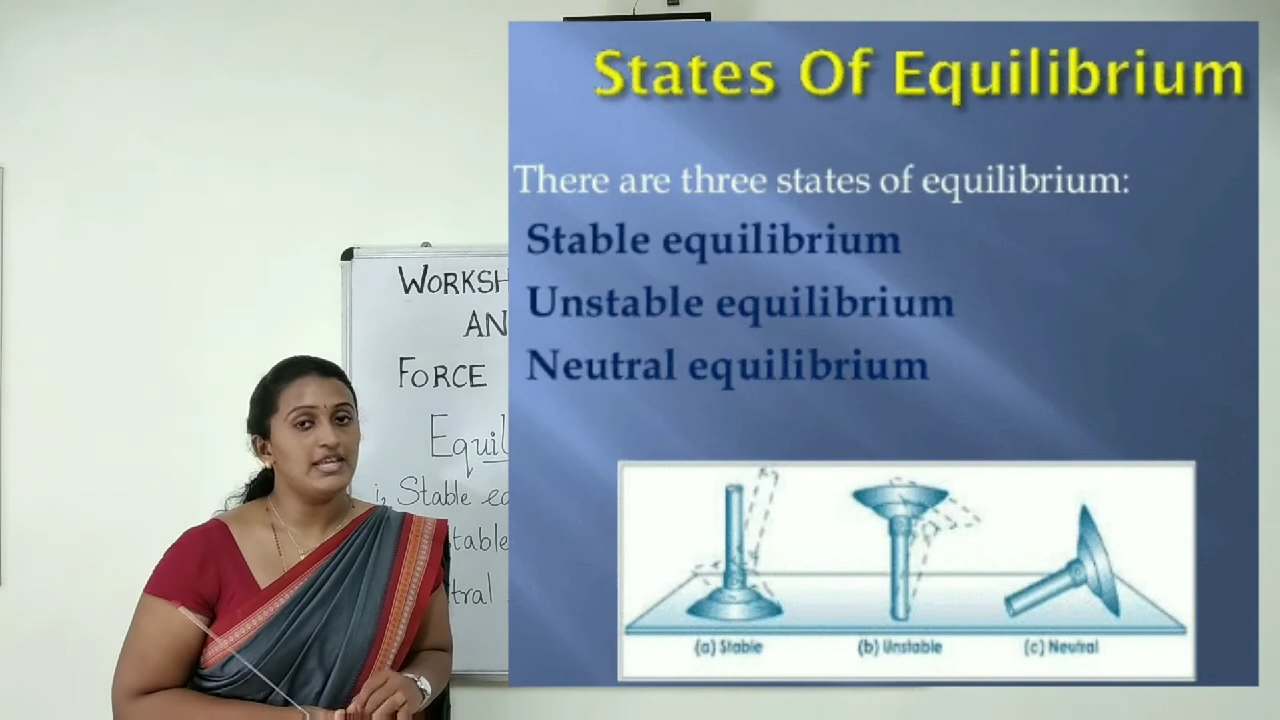 States Of Equilibrium
There are three states of equilibrium:
Stable equilibrium
Unstable equilibrium
Neutral equilibrium
(a) Stable (b) Unstable (c) Neutral
WORKSH
AN
FORCE
Equil
i, Stable eq
table
tral